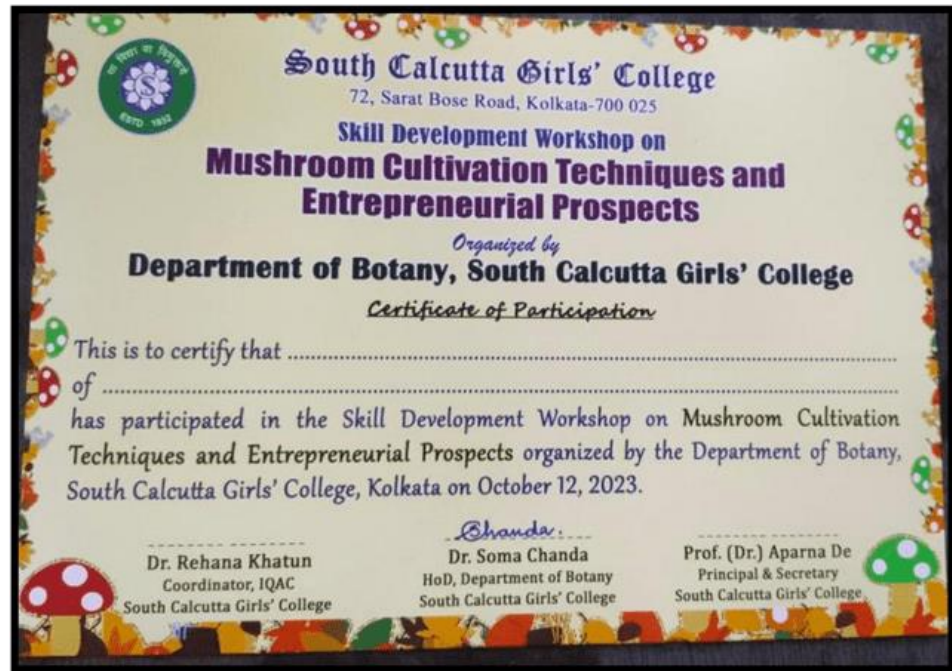 या विद्या या विमुक्तये
S
ESTD 1932
South Calcutta Girls' College
72, Sarat Bose Road, Kolkata-700 025
Skill Development Workshop on
Mushroom Cultivation Techniques and
Entrepreneurial Prospects
Organized by
Department of Botany, South Calcutta Girls' College
Certificate of Participation
This is to certify that ..........................................................................
of ..........................................................................
has participated in the Skill Development Workshop on Mushroom Cultivation
Techniques and Entrepreneurial Prospects organized by the Department of Botany,
South Calcutta Girls' College, Kolkata on October 12, 2023.
Chanda.
Dr. Rehana Khatun
Coordinator, IQAC
South Calcutta Girls' College
Dr. Soma Chanda
HoD, Department of Botany
South Calcutta Girls' College
Prof. (Dr.) Aparna De
Principal & Secretary
South Calcutta Girls' College